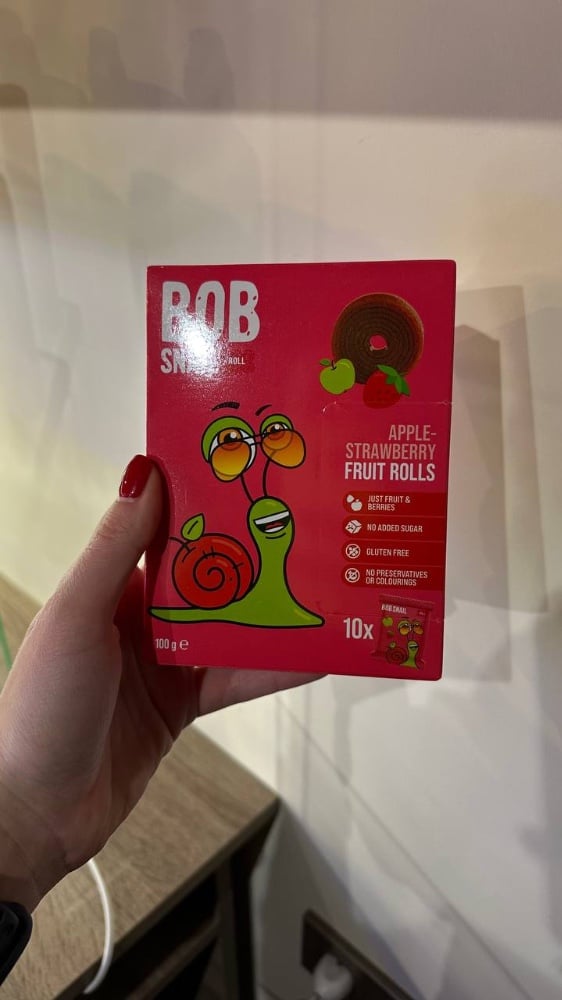 BOB
ROLL
APPLE-
STRAWBERRY
FRUIT ROLLS
JUST FRUIT &
BERRIES
NO ADDED SUGAR
GLUTEN FREE
NO PRESERVATIVES
OR COLOURINGS
10x
BOB SNAIL
100 g ℮